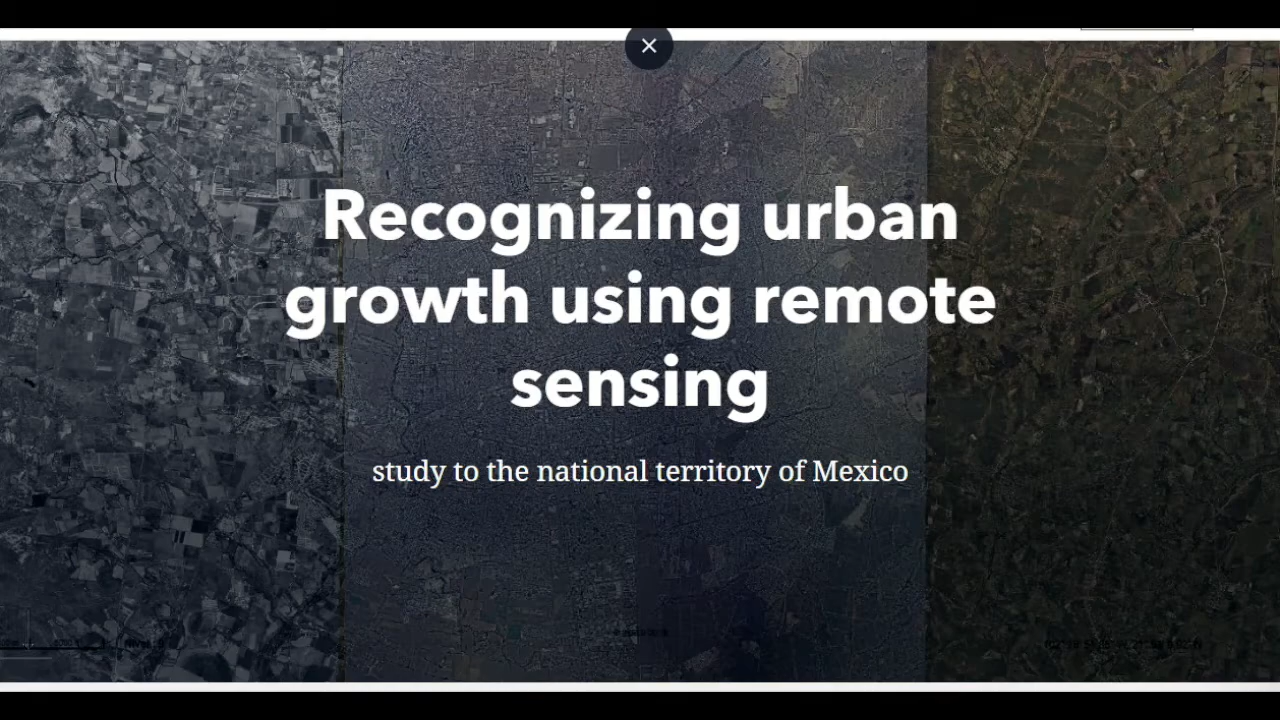 Recognizing urban
growth using remote
sensing
study to the national territory of Mexico